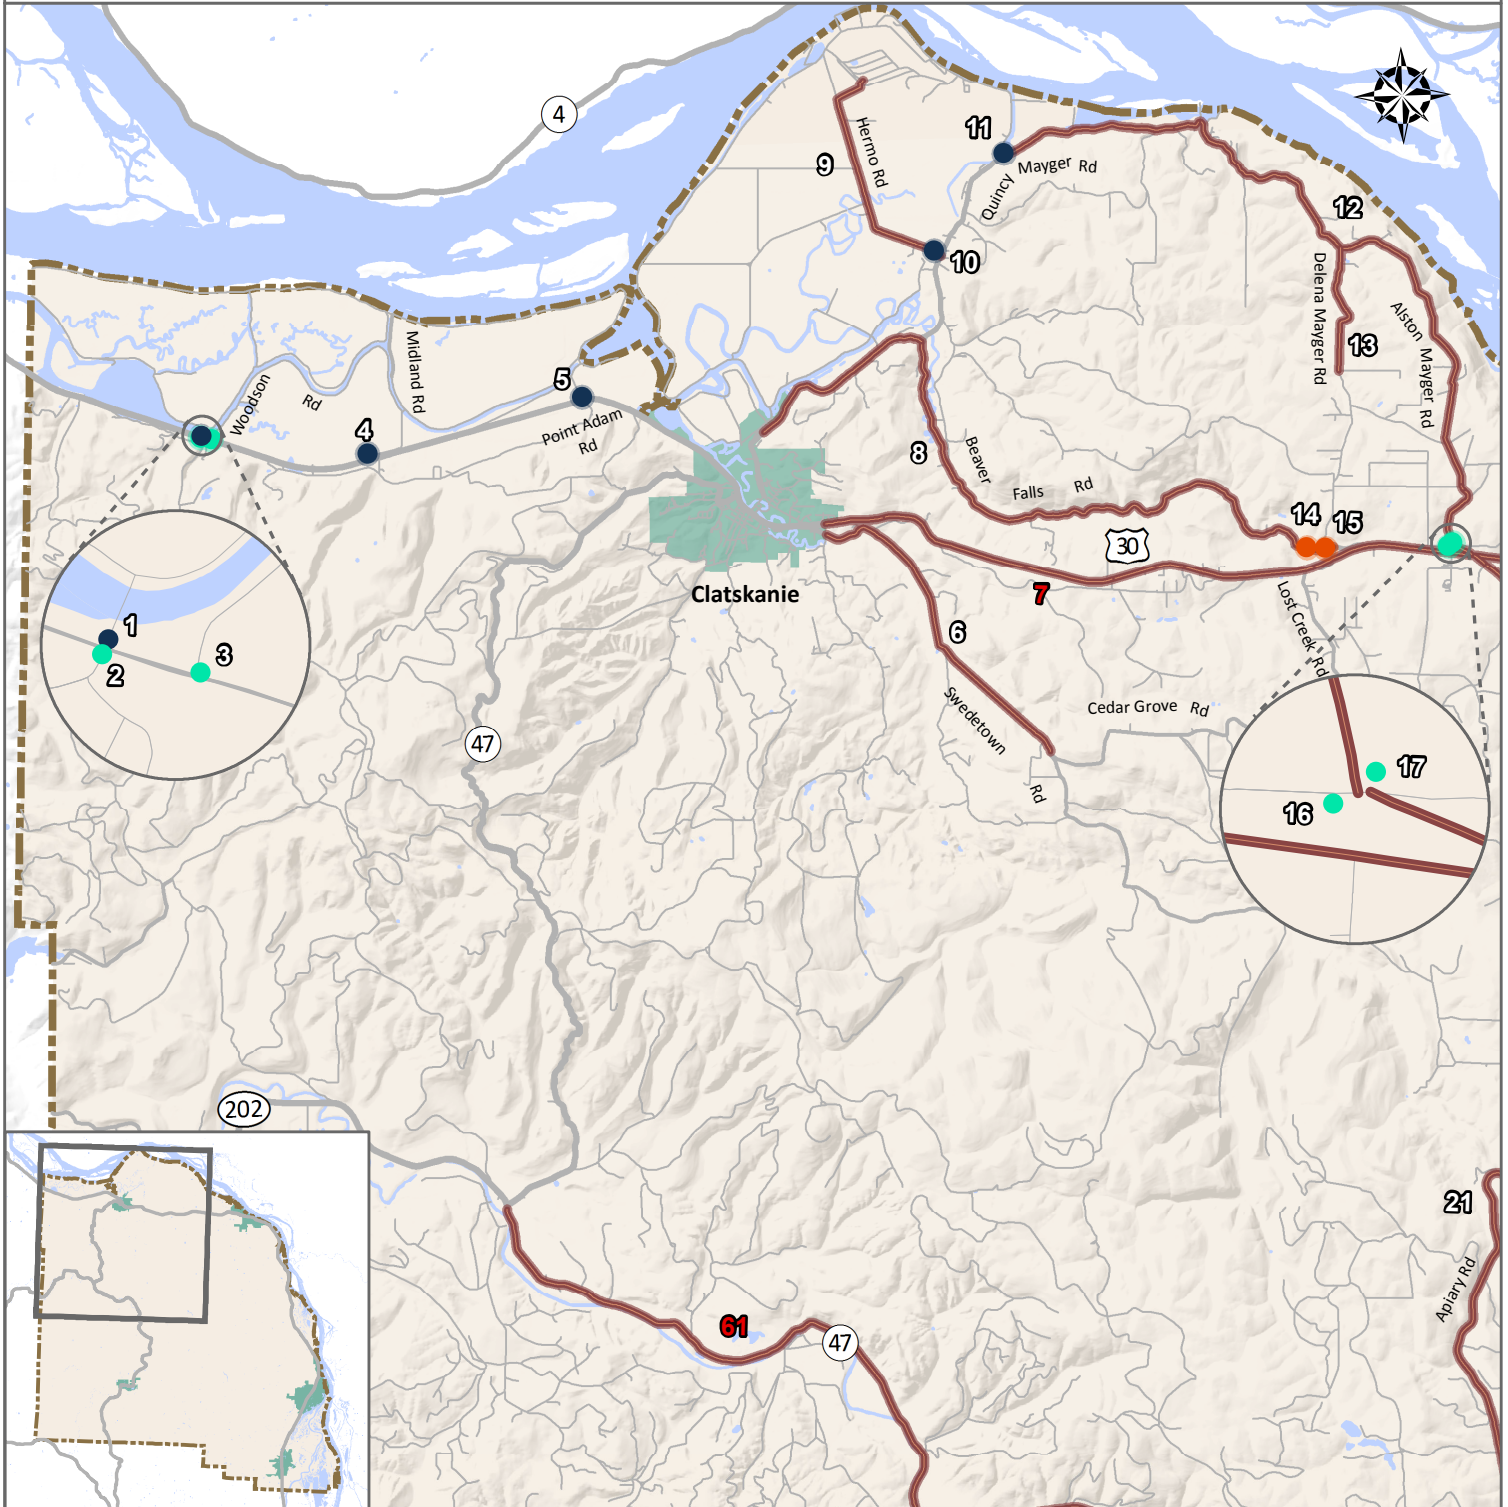 4
11
9
Hermo Rd
Quincy Mayger Rd
12
10
Delena Mayger Rd
Alston Mayger Rd
13
Midland Rd
5
Woodson Rd
4
Point Adam Rd
8
Beaver Falls Rd
14
15
30
Clatskanie
7
Lost Creek Rd
1
2
3
6
Swedetown Rd
Cedar Grove Rd
47
17
16
202
21
Apiary Rd
61
47